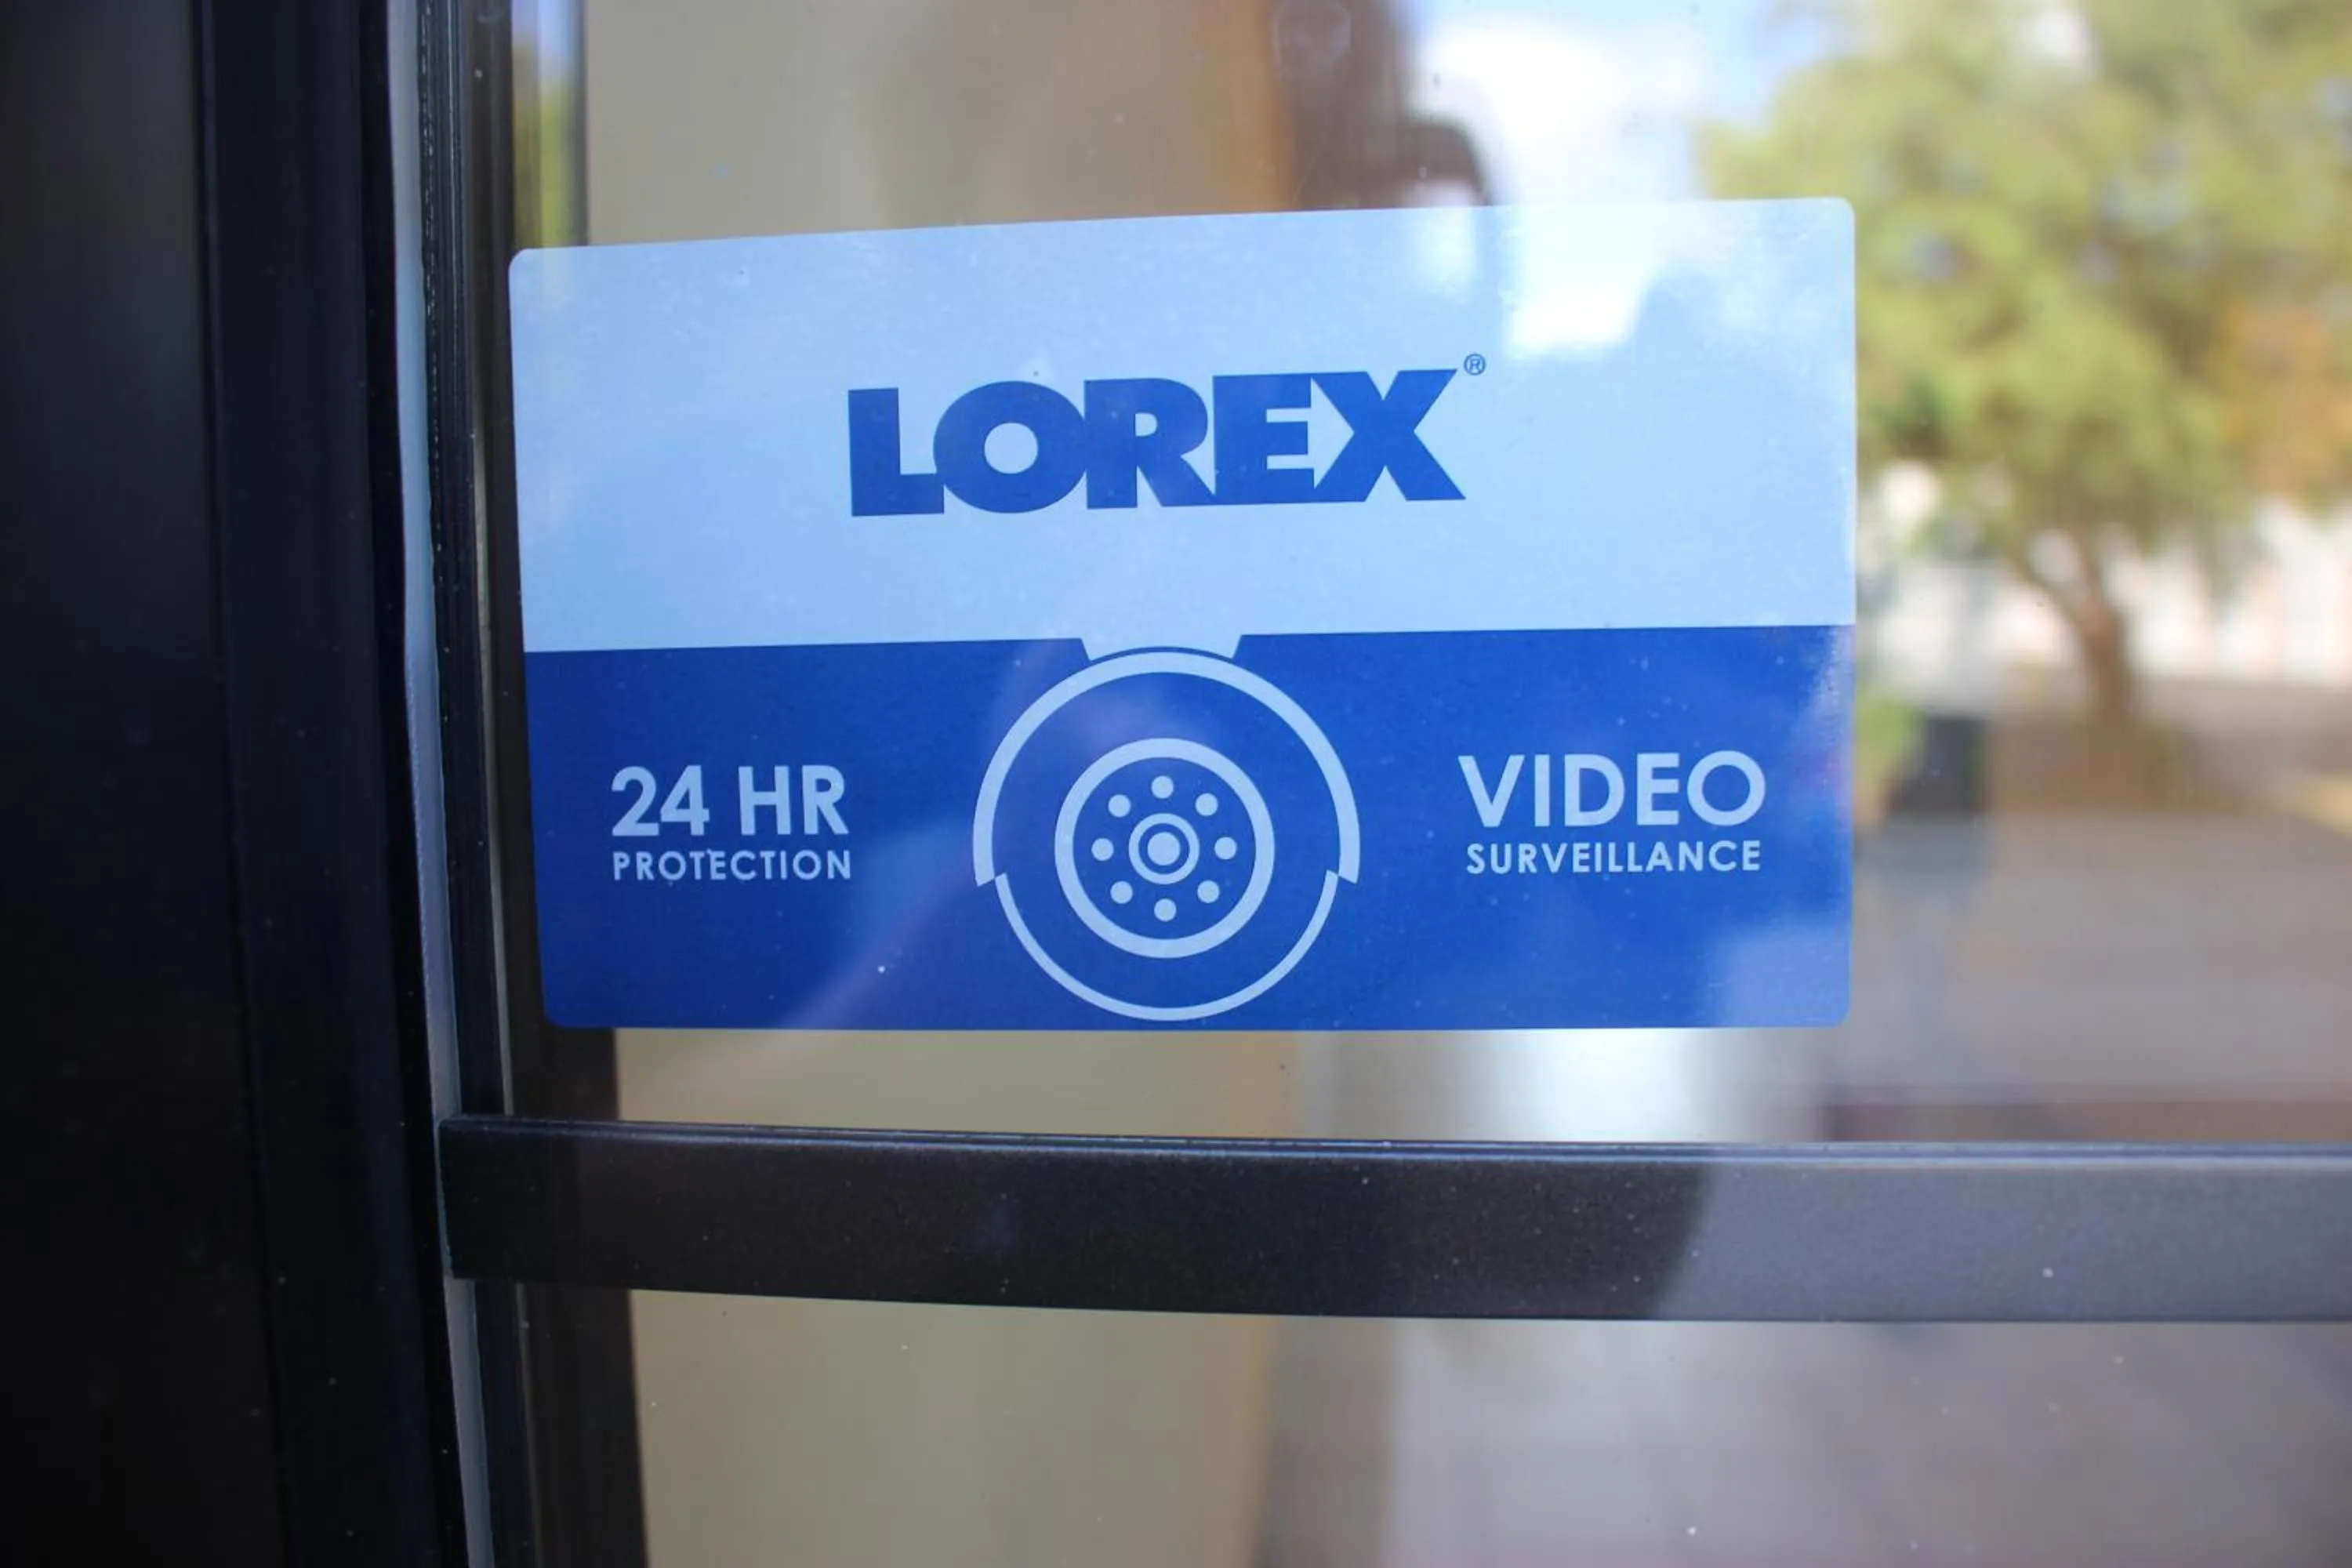 LOREX®
24 HR
PROTECTION
VIDEO
SURVEILLANCE